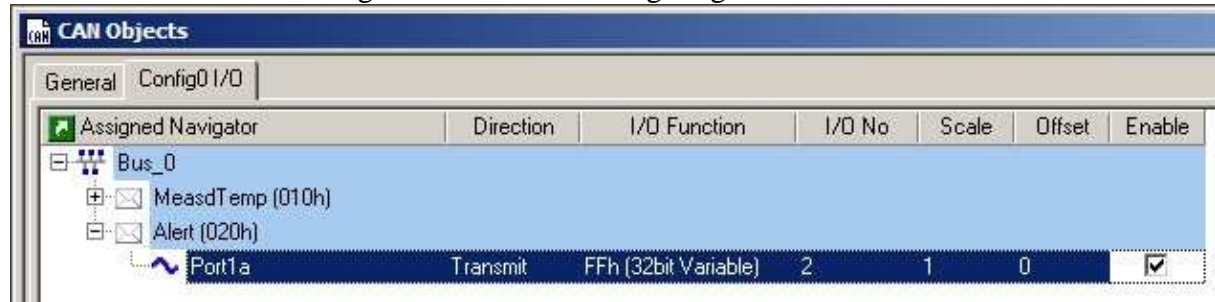 CAN Objects
General Config0 I/O
Assigned Navigator Direction I/O Function I/O No Scale Offset Enable
Bus_0
MeasdTemp (010h)
Alert (020h)
Port1a Transmit FFh (32bit Variable) 2 1 0